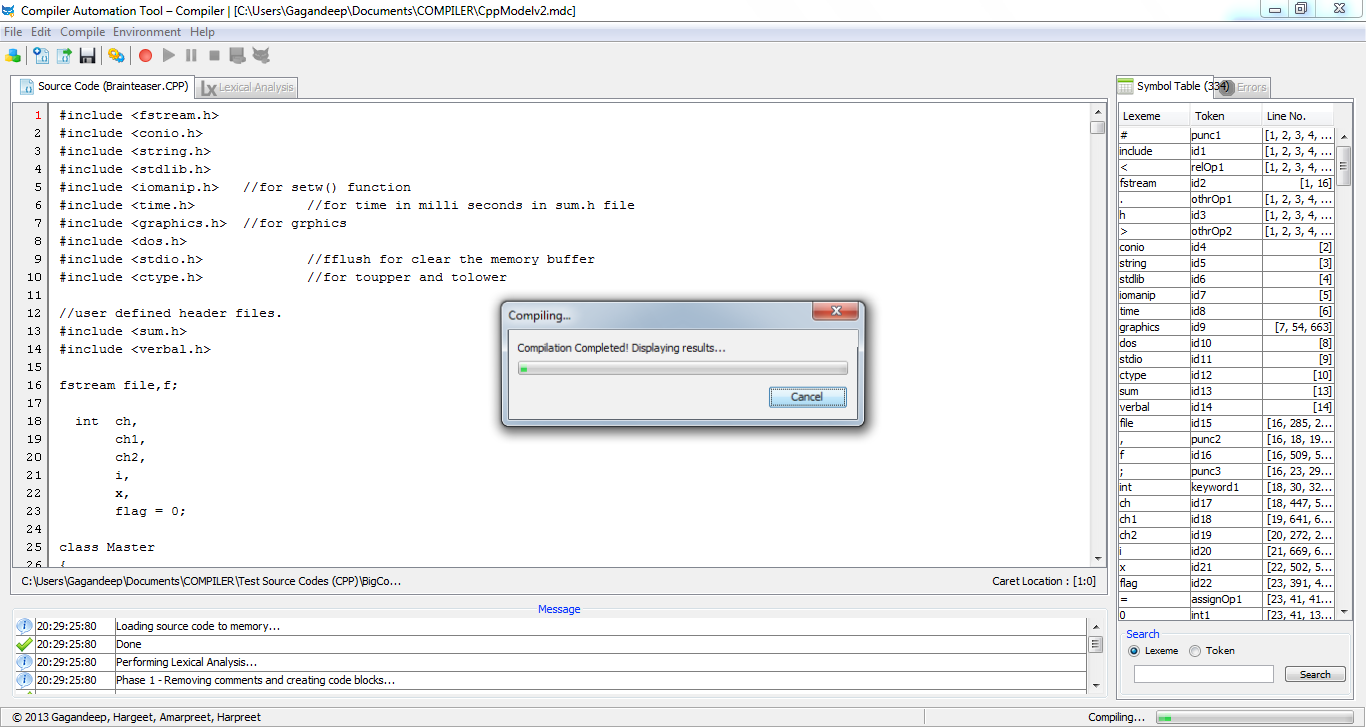 Compiler Automation Tool – Compiler | [C:\Users\Gagandeep\Documents\COMPILER\CppModelv2.mdc]
File Edit Compile Environment Help
Source Code (Brainteaser.CPP) Lexical Analysis
1 #include <fstream.h>
2 #include <conio.h>
3 #include <string.h>
4 #include <stdlib.h>
5 #include <iomanip.h> //for setw() function
6 #include <time.h> //for time in milli seconds in sum.h file
7 #include <graphics.h> //for grphics
8 #include <dos.h>
9 #include <stdio.h> //fflush for clear the memory buffer
10 #include <ctype.h> //for toupper and tolower
11
12 //user defined header files.
13 #include <sum.h>
14 #include <verbal.h>
15
16 fstream file,f;
17
18 int ch,
19 ch1,
20 ch2,
21 i,
22 x,
23 flag = 0;
24
25 class Master
26 {
C:\Users\Gagandeep\Documents\COMPILER\Test Source Codes (CPP)\BigCo... Caret Location : [1:0]
Compiling...
Compilation Completed! Displaying results...
Cancel
Message
20:29:25:80 Loading source code to memory...
20:29:25:80 Done
20:29:25:80 Performing Lexical Analysis...
20:29:25:80 Phase 1 - Removing comments and creating code blocks...
Symbol Table (334) Errors
Lexeme Token Line No.
# punc1 [1, 2, 3, 4, ...
include id1 [1, 2, 3, 4, ...
< relOp1 [1, 2, 3, 4, ...
fstream id2 [1, 16]
. othrOp1 [1, 2, 3, 4, ...
h id3 [1, 2, 3, 4, ...
> othrOp2 [1, 2, 3, 4, ...
conio id4 [2]
string id5 [3]
stdlib id6 [4]
iomanip id7 [5]
time id8 [6]
graphics id9 [7, 54, 663]
dos id10 [8]
stdio id11 [9]
ctype id12 [10]
sum id13 [13]
verbal id14 [14]
file id15 [16, 285, 2...
, punc2 [16, 18, 19...
f id16 [16, 509, 5...
; punc3 [16, 23, 29...
int keyword1 [18, 30, 32...
ch id17 [18, 447, 5...
ch1 id18 [19, 641, 6...
ch2 id19 [20, 272, 2...
i id20 [21, 669, 6...
x id21 [22, 502, 5...
flag id22 [23, 391, 4...
= assignOp1 [23, 41, 41...
0 int1 [23, 41, 13...
Search
Lexeme Token
Search
© 2013 Gagandeep, Hargeet, Amarpreet, Harpreet Compiling...